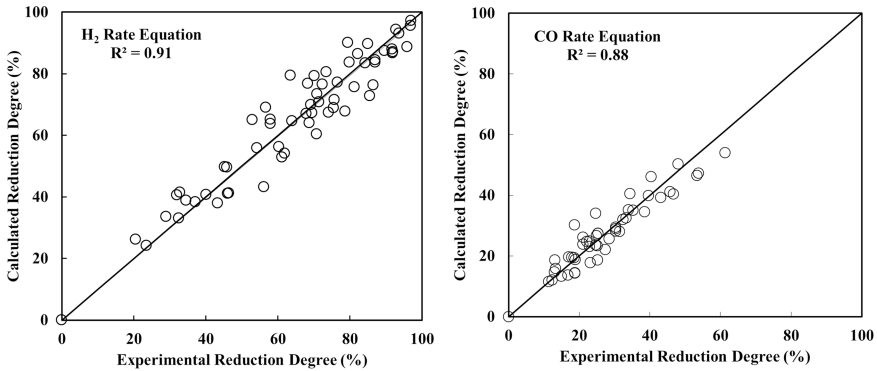 H₂ Rate Equation
R² = 0.91
Calculated Reduction Degree (%)
100
80
60
40
20
0
0 20 40 60 80 100
Experimental Reduction Degree (%)
CO Rate Equation
R² = 0.88
Calculated Reduction Degree (%)
100
80
60
40
20
0
0 20 40 60 80 100
Experimental Reduction Degree (%)